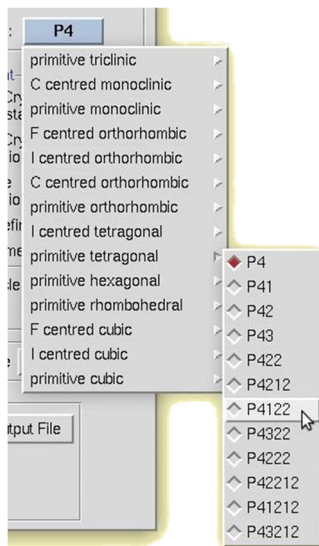 : P4
primitive triclinic
C centred monoclinic
primitive monoclinic
F centred orthorhombic
I centred orthorhombic
C centred orthorhombic
primitive orthorhombic
I centred tetragonal
primitive tetragonal
primitive hexagonal
primitive rhombohedral
F centred cubic
I centred cubic
primitive cubic
P4
P41
P42
P43
P422
P4212
P4122
P4322
P4222
P42212
P41212
P43212
tput File